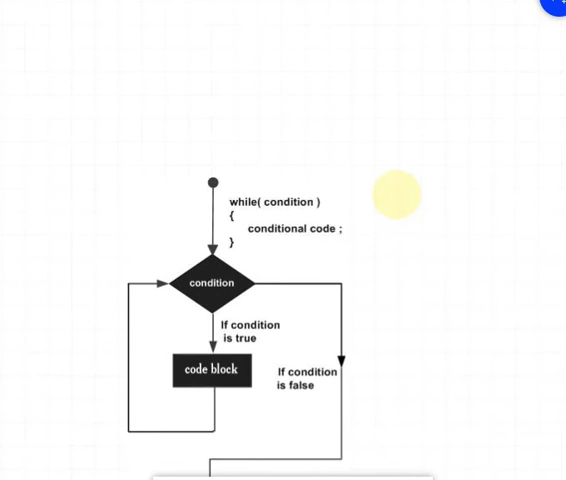 while( condition )
{
conditional code ;
}
condition
If condition
is true
code block
If condition
is false